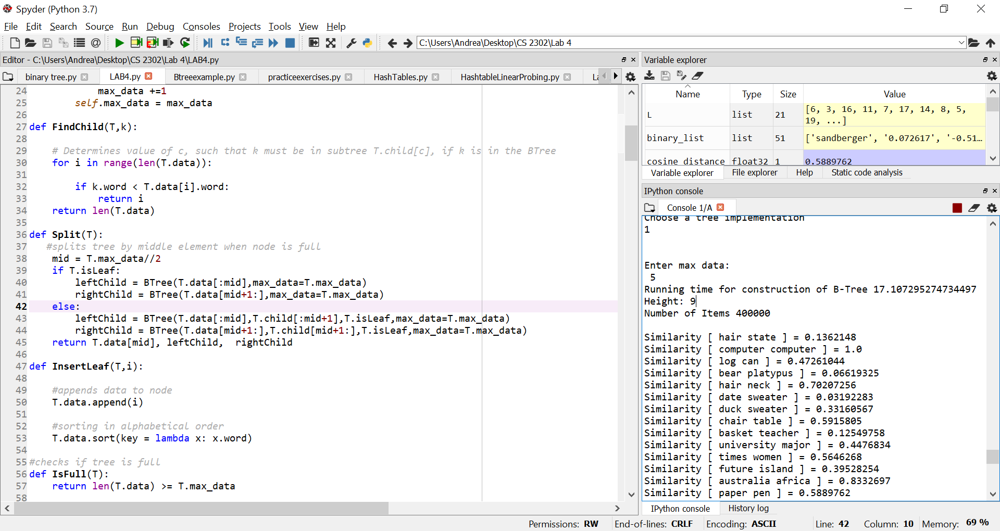 Spyder (Python 3.7)
File Edit Search Source Run Debug Consoles Projects Tools View Help
C:\Users\Andrea\Desktop\CS 2302\Lab 4
Editor - C:\Users\Andrea\Desktop\CS 2302\Lab 4\LAB4.py
binary tree.py LAB4.py Btreeexample.py practiceexercises.py HashTables.py HashtableLinearProbing.py
24 max_data +=1
25 self.max_data = max_data
26
27 def FindChild(T,k):
28
29 # Determines value of c, such that k must be in subtree T.child[c], if k is in the BTree
30 for i in range(len(T.data)):
31
32 if k.word < T.data[i].word:
33 return i
34 return len(T.data)
35
36 def Split(T):
37 #splits tree by middle element when node is full
38 mid = T.max_data//2
39 if T.isLeaf:
40 leftChild = BTree(T.data[:mid],max_data=T.max_data)
41 rightChild = BTree(T.data[mid+1:],max_data=T.max_data)
42 else:
43 leftChild = BTree(T.data[:mid],T.child[:mid+1],T.isLeaf,max_data=T.max_data)
44 rightChild = BTree(T.data[mid+1:],T.child[mid+1:],T.isLeaf,max_data=T.max_data)
45 return T.data[mid], leftChild, rightChild
46
47 def InsertLeaf(T,i):
48
49 #appends data to node
50 T.data.append(i)
51
52 #sorting in alphabetical order
53 T.data.sort(key = lambda x: x.word)
54
55 #checks if tree is full
56 def IsFull(T):
57 return len(T.data) >= T.max_data
58
Variable explorer
Name Type Size Value
L list 21 [6, 3, 16, 11, 7, 17, 14, 8, 5,
19, ...]
binary_list list 51 ['sandberger', '0.072617', '-0.51…
cosine_distance float32 1 0.5889762
Variable explorer File explorer Help Static code analysis
IPython console
Console 1/A
Choose a tree implementation
1
Enter max data:
5
Running time for construction of B-Tree 17.107295274734497
Height: 9
Number of Items 400000
Similarity [ hair state ] = 0.1362148
Similarity [ computer computer ] = 1.0
Similarity [ log can ] = 0.47261044
Similarity [ bear platypus ] = 0.06619325
Similarity [ hair neck ] = 0.70207256
Similarity [ date sweater ] = 0.03192283
Similarity [ duck sweater ] = 0.33160567
Similarity [ chair table ] = 0.5915805
Similarity [ basket teacher ] = 0.12549758
Similarity [ university major ] = 0.4476834
Similarity [ times women ] = 0.5646268
Similarity [ future island ] = 0.39528254
Similarity [ australia africa ] = 0.8332697
Similarity [ paper pen ] = 0.5889762
IPython console History log
Permissions: RW End-of-lines: CRLF Encoding: ASCII Line: 42 Column: 10 Memory: 69 %